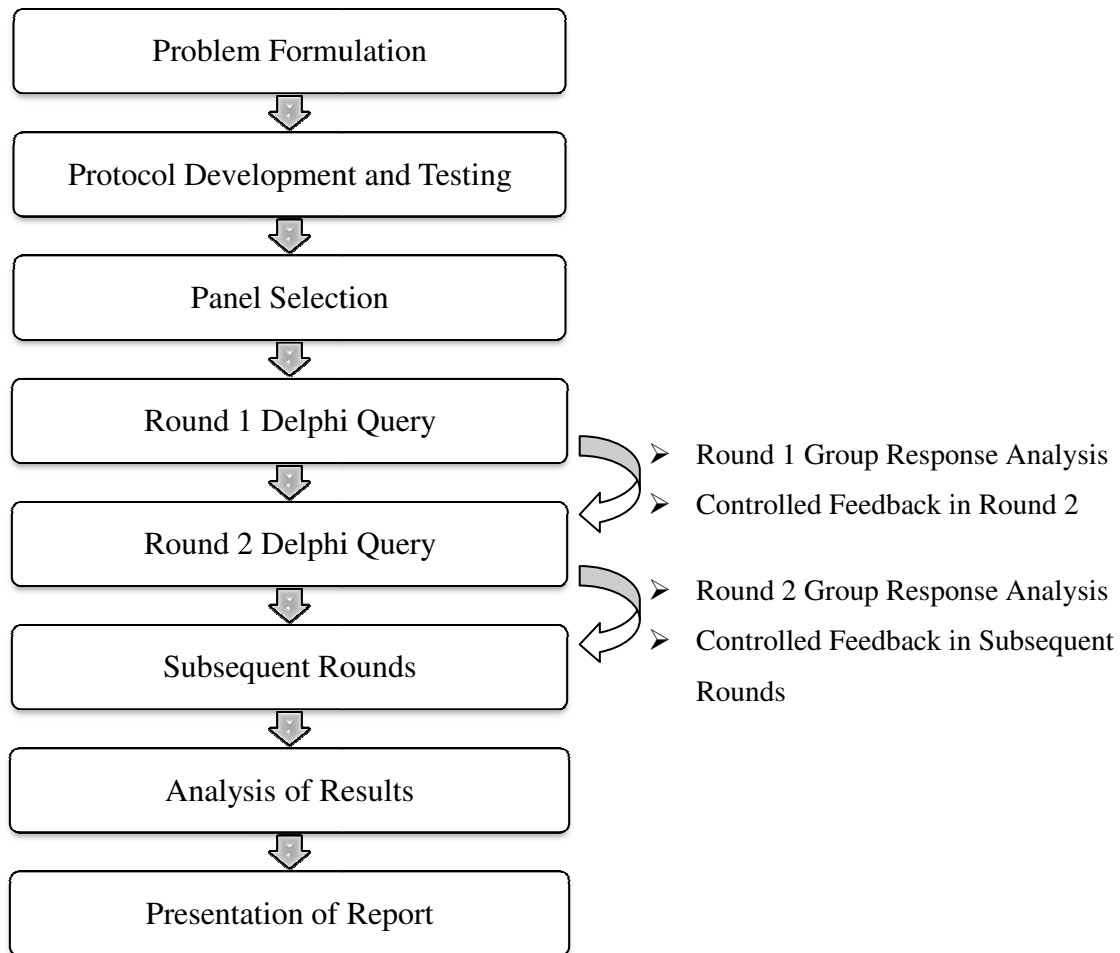 Problem Formulation
Protocol Development and Testing
Panel Selection
Round 1 Delphi Query
➢ Round 1 Group Response Analysis
➢ Controlled Feedback in Round 2
Round 2 Delphi Query
➢ Round 2 Group Response Analysis
➢ Controlled Feedback in Subsequent
Rounds
Subsequent Rounds
Analysis of Results
Presentation of Report